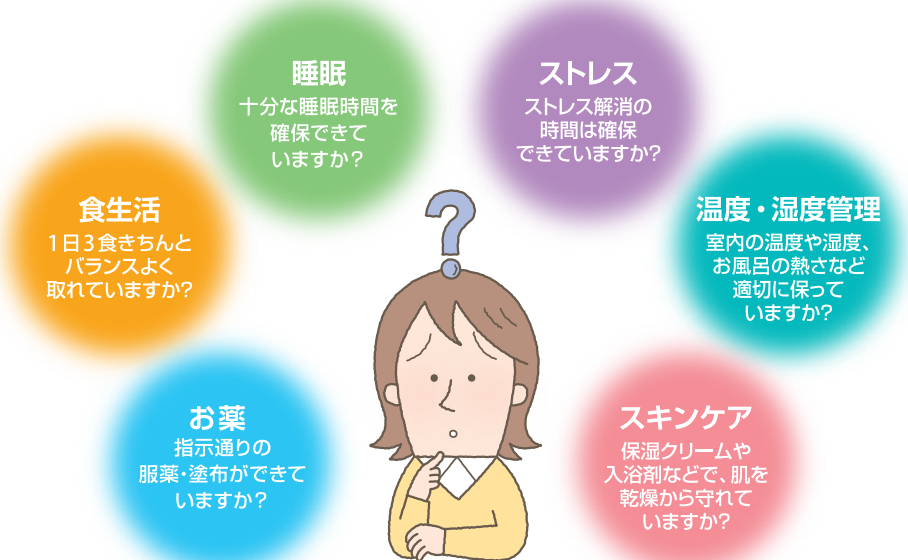 睡眠
十分な睡眠時間を
確保できて
いますか?
ストレス
ストレス解消の
時間は確保
できていますか?
食生活
1日3食きちんと
バランスよく
取れていますか?
温度・湿度管理
室内の温度や湿度、
お風呂の熱さなど
適切に保って
いますか?
?
お薬
指示通りの
服薬・塗布ができて
いますか?
スキンケア
保湿クリームや
入浴剤などで、肌を
乾燥から守れて
いますか?